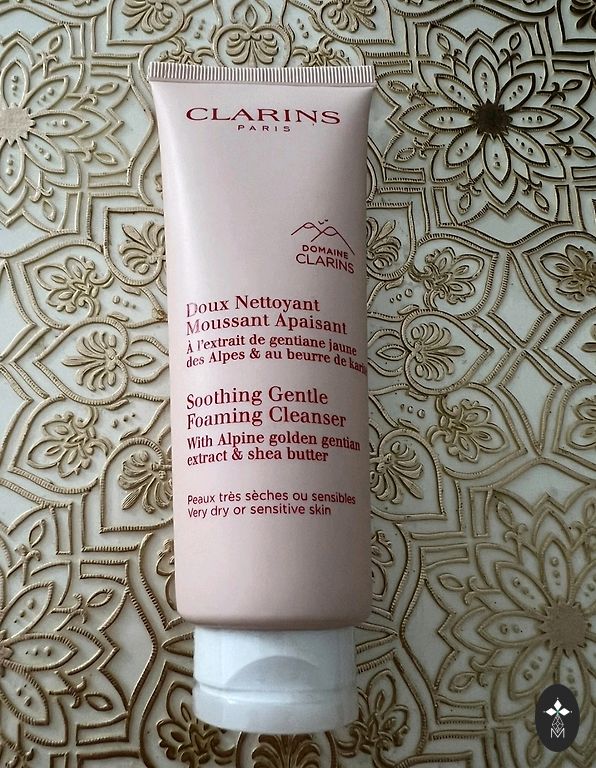 CLARINS
PARIS
DOMAINE
CLARINS
Doux Nettoyant
Moussant Apaisant
À l'extrait de gentiane jaune
des Alpes & au beurre de karité
Soothing Gentle
Foaming Cleanser
With Alpine golden gentian
extract & shea butter
Peaux très sèches ou sensibles
Very dry or sensitive skin
M